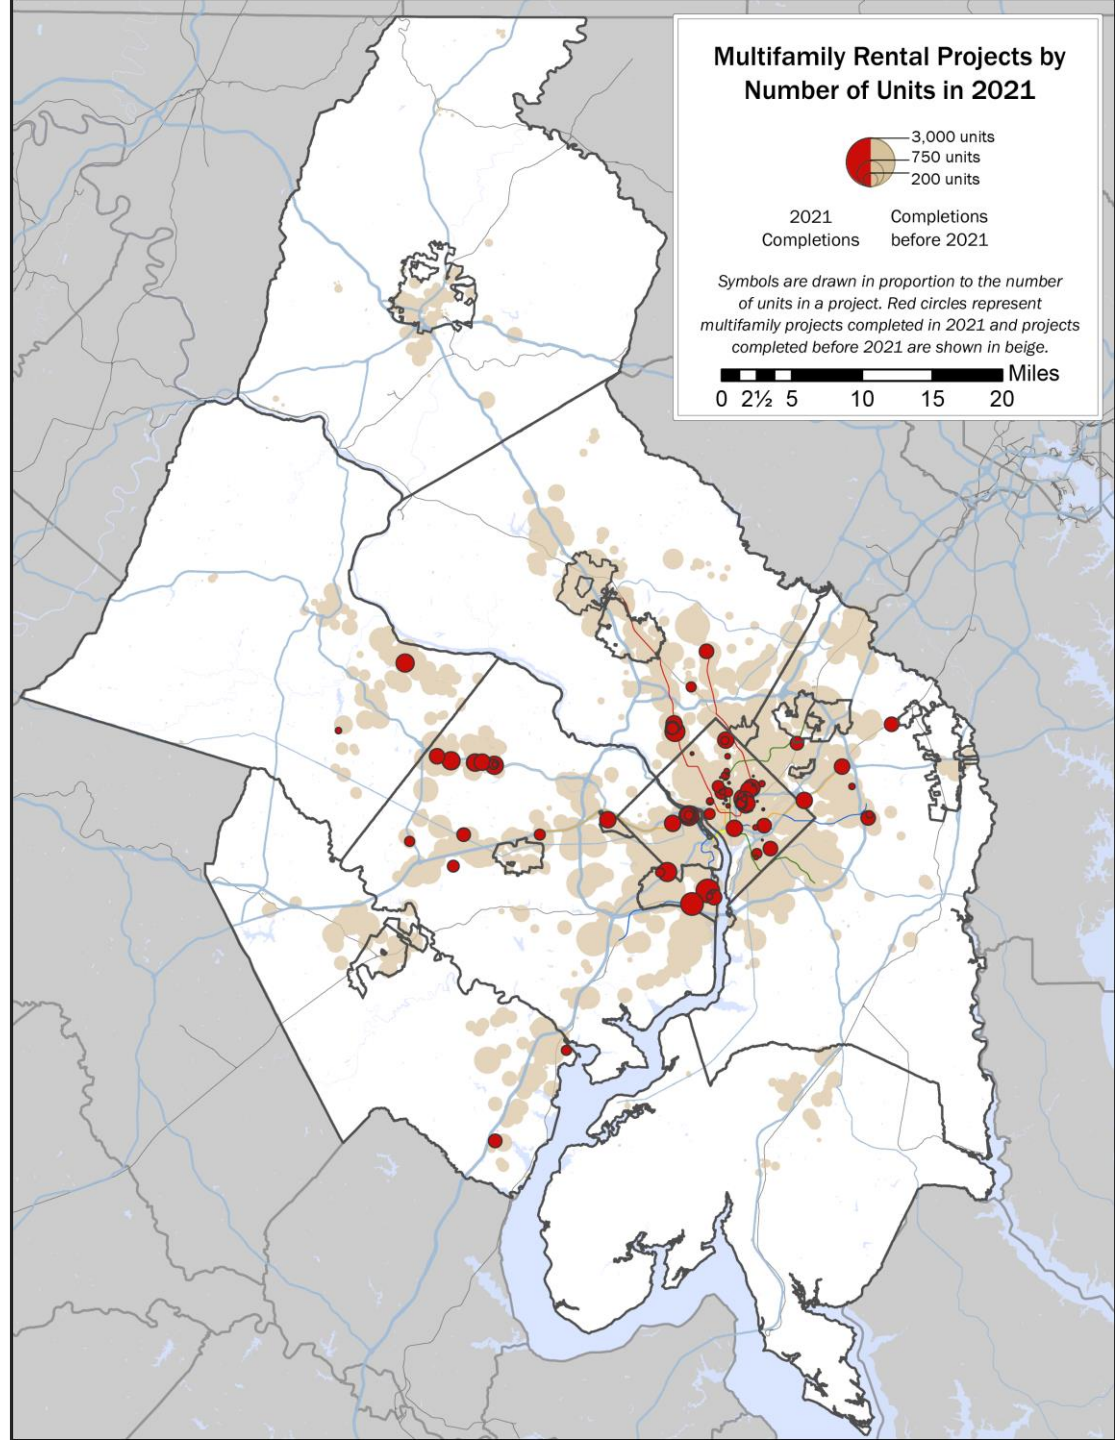 Multifamily Rental Projects by
Number of Units in 2021
3,000 units
750 units
200 units
2021
Completions
Completions
before 2021
Symbols are drawn in proportion to the number
of units in a project. Red circles represent
multifamily projects completed in 2021 and projects
completed before 2021 are shown in beige.
Miles
0 2½ 5 10 15 20